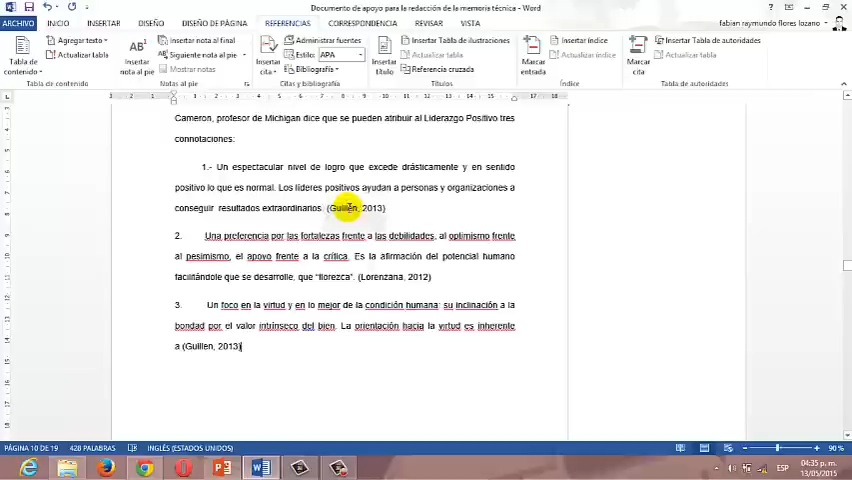 Documento de apoyo para la redacción de la memoria técnica - Word
ARCHIVO INICIO INSERTAR DISEÑO DISEÑO DE PÁGINA REFERENCIAS CORRESPONDENCIA REVISAR VISTA
fabian raymundo flores lozano
Tabla de contenido
Agregar texto
Actualizar tabla
Tabla de contenido
AB¹
Insertar nota al pie
Insertar nota al final
Siguiente nota al pie
Mostrar notas
Notas al pie
Insertar cita
Administrar fuentes
Estilo: APA
Bibliografía
Citas y bibliografía
Insertar título
Insertar Tabla de ilustraciones
Actualizar tabla
Referencia cruzada
Títulos
Marcar entrada
Insertar índice
Actualizar índice
Índice
Marcar cita
Insertar Tabla de autoridades
Actualizar tabla
Tabla de autoridades
Cameron, profesor de Michigan dice que se pueden atribuir al Liderazgo Positivo tres
connotaciones:
1.- Un espectacular nivel de logro que excede drásticamente y en sentido
positivo lo que es normal. Los líderes positivos ayudan a personas y organizaciones a
conseguir resultados extraordinarios. (Guillen, 2013)
2. Una preferencia por las fortalezas frente a las debilidades, al optimismo frente
al pesimismo, el apoyo frente a la crítica. Es la afirmación del potencial humano
facilitándole que se desarrolle, que “florezca”. (Lorenzana, 2012)
3. Un foco en la virtud y en lo mejor de la condición humana: su inclinación a la
bondad por el valor intrínseco del bien. La orientación hacia la virtud es inherente
a (Guillen, 2013)
PÁGINA 10 DE 19 428 PALABRAS INGLÉS (ESTADOS UNIDOS) 90 %
ESP
04:35 p. m.
13/05/2015